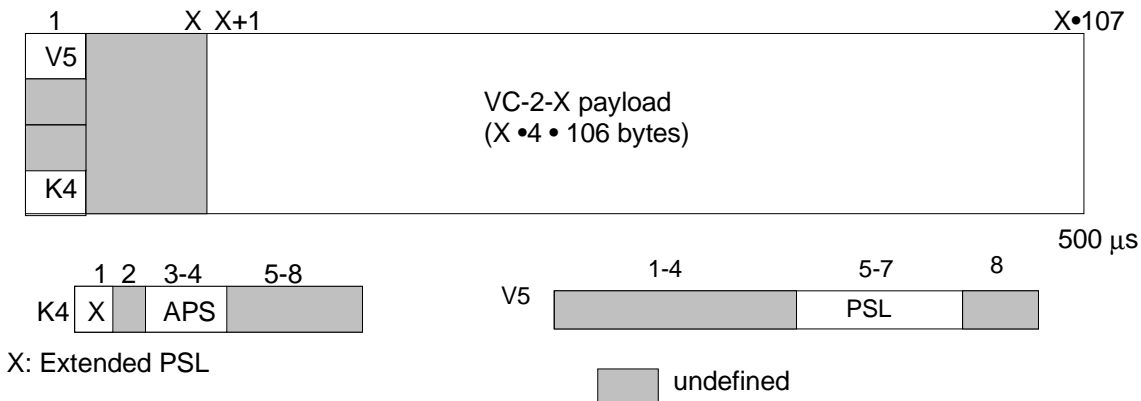 1 X X+1 X•107
V5
VC-2-X payload
(X •4 • 106 bytes)
K4
500 μs
1 2 3-4 5-8
K4 X APS
X: Extended PSL
1-4 5-7 8
V5 PSL
undefined